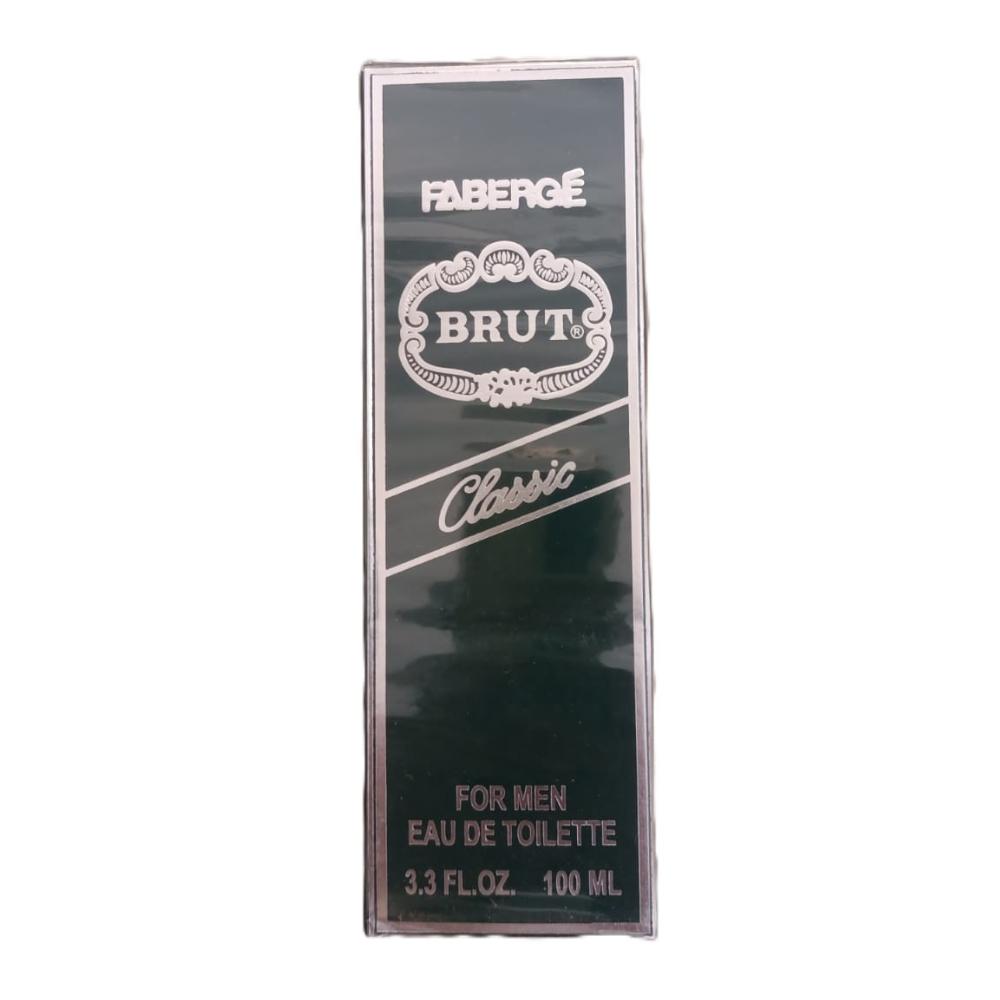 FABERGÉ
BRUT®
Classic
FOR MEN
EAU DE TOILETTE
3.3 FL.OZ. 100 ML